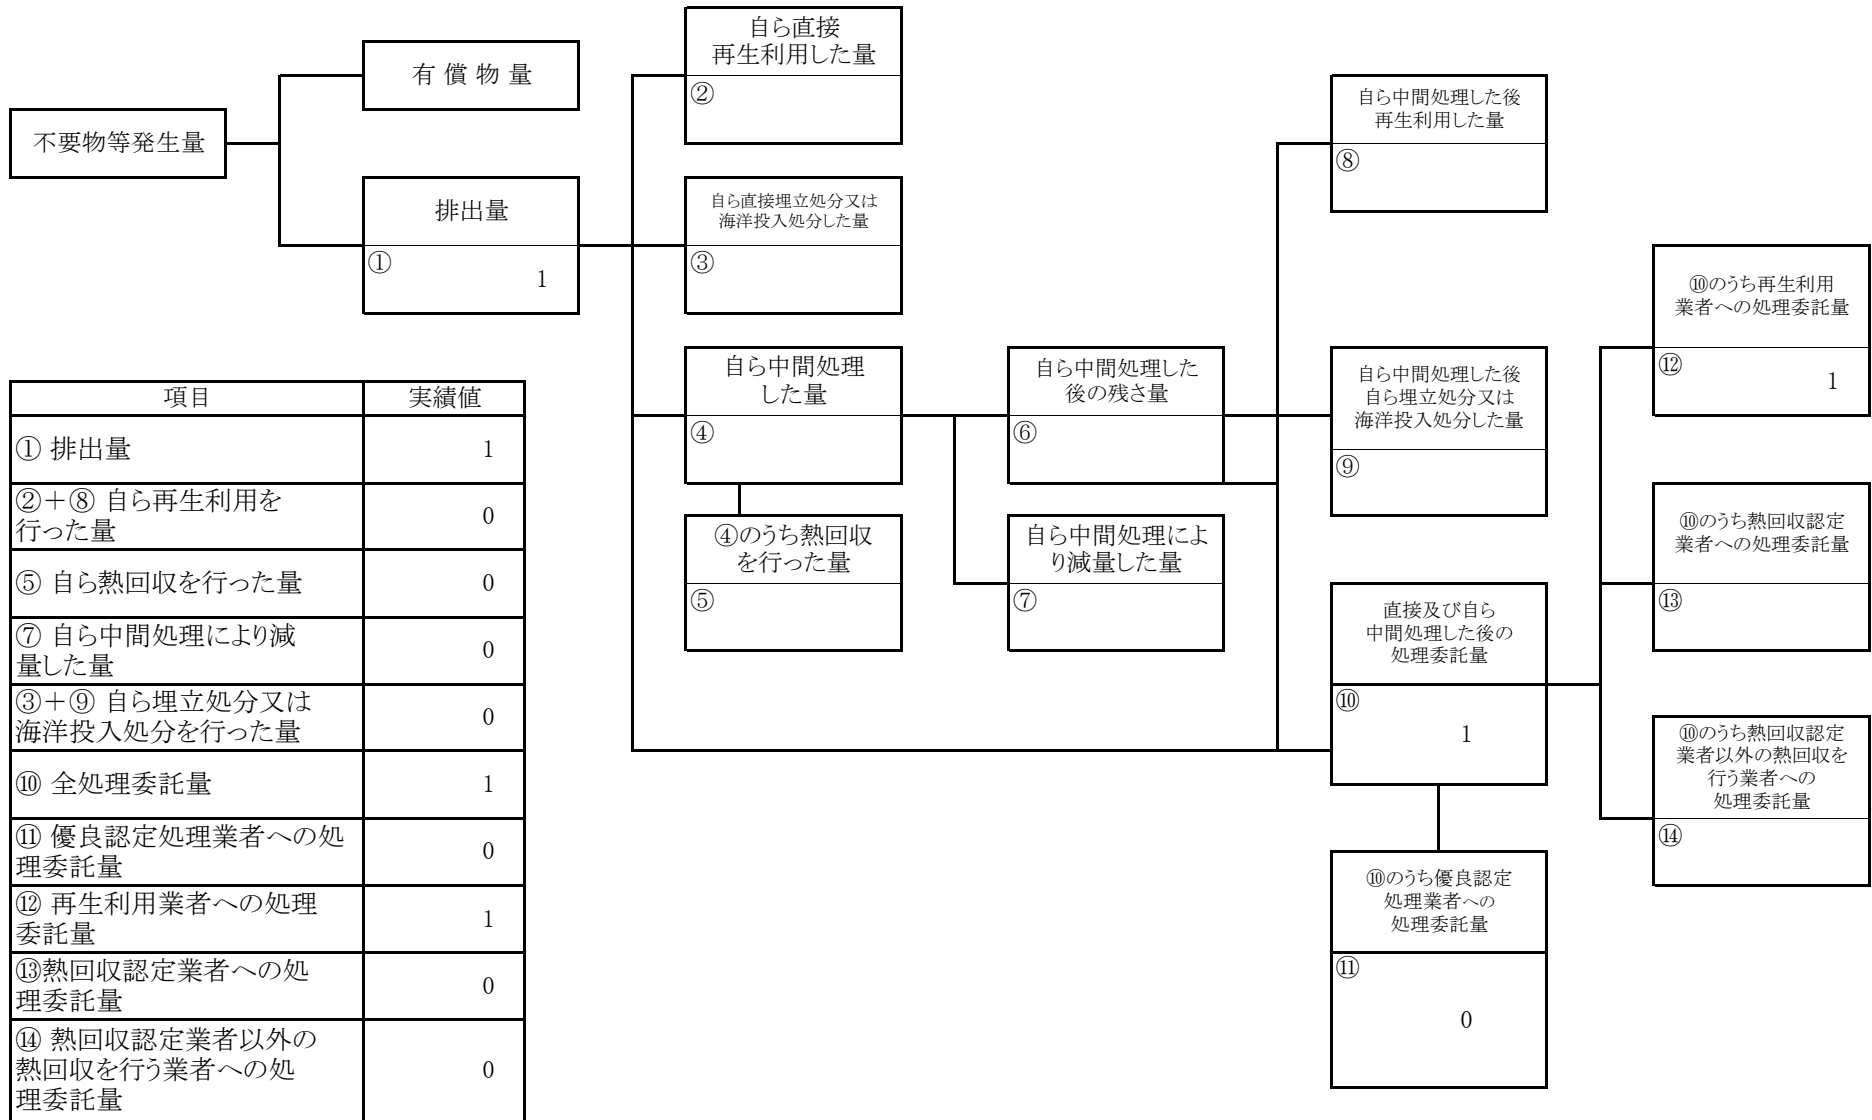 不要物等発生量
有 償 物 量
排出量
①
1
自ら直接
再生利用した量
②
自ら直接埋立処分又は
海洋投入処分した量
③
自ら中間処理
した量
④
④のうち熱回収
を行った量
⑤
自ら中間処理した
後の残さ量
⑥
自ら中間処理によ
り減量した量
⑦
自ら中間処理した後
再生利用した量
⑧
自ら中間処理した後
自ら埋立処分又は
海洋投入処分した量
⑨
直接及び自ら
中間処理した後の
処理委託量
⑩
1
⑩のうち優良認定
処理業者への
処理委託量
⑪
0
⑩のうち再生利用
業者への処理委託量
⑫
1
⑩のうち熱回収認定
業者への処理委託量
⑬
⑩のうち熱回収認定
業者以外の熱回収を
行う業者への
処理委託量
⑭
項目 実績値
① 排出量 1
②+⑧ 自ら再生利用を
行った量 0
⑤ 自ら熱回収を行った量 0
⑦ 自ら中間処理により減
量した量 0
③+⑨ 自ら埋立処分又は
海洋投入処分を行った量 0
⑩ 全処理委託量 1
⑪ 優良認定処理業者への処
理委託量 0
⑫ 再生利用業者への処理
委託量 1
⑬熱回収認定業者への処
理委託量 0
⑭ 熱回収認定業者以外の
熱回収を行う業者への処
理委託量 0